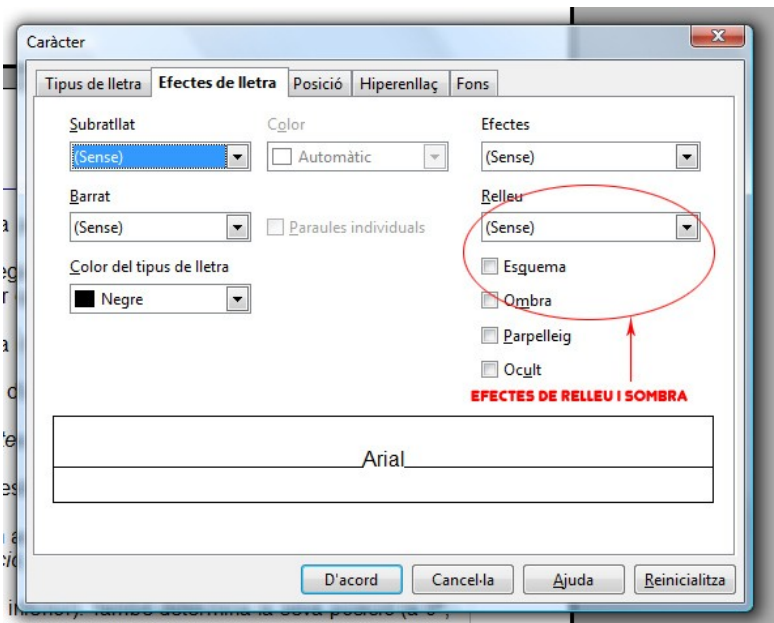 Caràcter
Tipus de lletra Efectes de lletra Posició Hiperenllaç Fons
Subratllat Color Efectes
(Sense) Automàtic (Sense)
Barrat Relleu
(Sense) Paraules individuals (Sense)
Color del tipus de lletra Esquema
Negre Ombra
Parpelleig
Ocult
EFECTES DE RELLEU I SOMBRA
Arial
D'acord Cancel·la Ajuda Reinicialitza